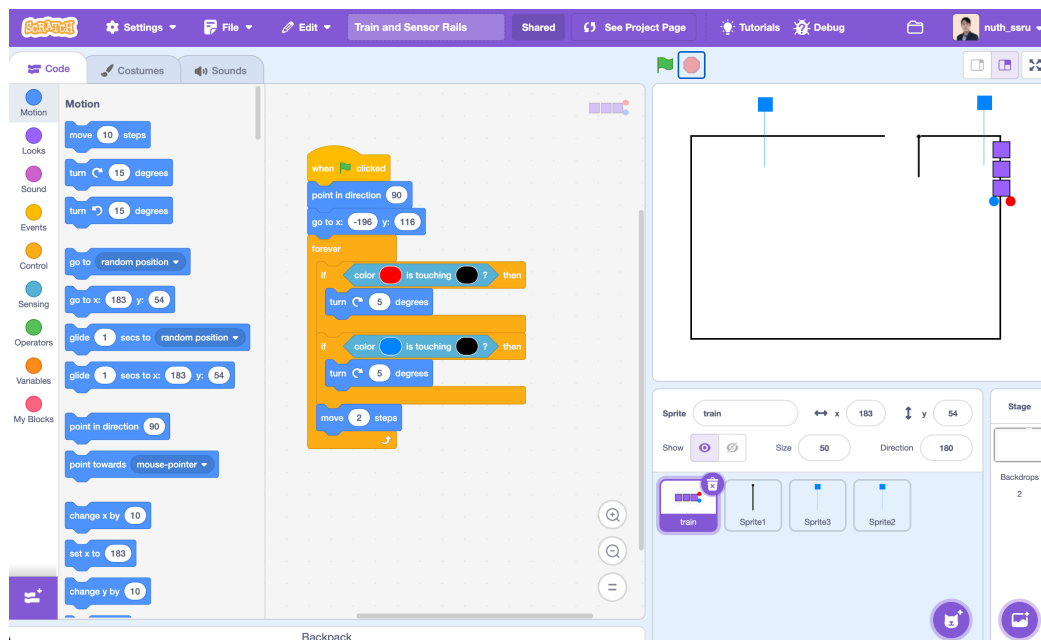 SCRATCH Settings File Edit Train and Sensor Rails Shared See Project Page Tutorials Debug nuth_ssru
Code Costumes Sounds
Motion
Looks
Sound
Events
Control
Sensing
Operators
Variables
My Blocks
Motion
move 10 steps
turn 15 degrees
turn 15 degrees
go to random position
go to x: 183 y: 54
glide 1 secs to random position
glide 1 secs to x: 183 y: 54
point in direction 90
point towards mouse-pointer
change x by 10
set x to 183
change y by 10
when clicked
point in direction 90
go to x: -196 y: 116
forever
if color is touching ? then
turn 5 degrees
if color is touching ? then
turn 5 degrees
move 2 steps
Backpack
Sprite train x 183 y 54
Show Size 50 Direction 180
train Sprite1 Sprite3 Sprite2
Stage
Backdrops
2